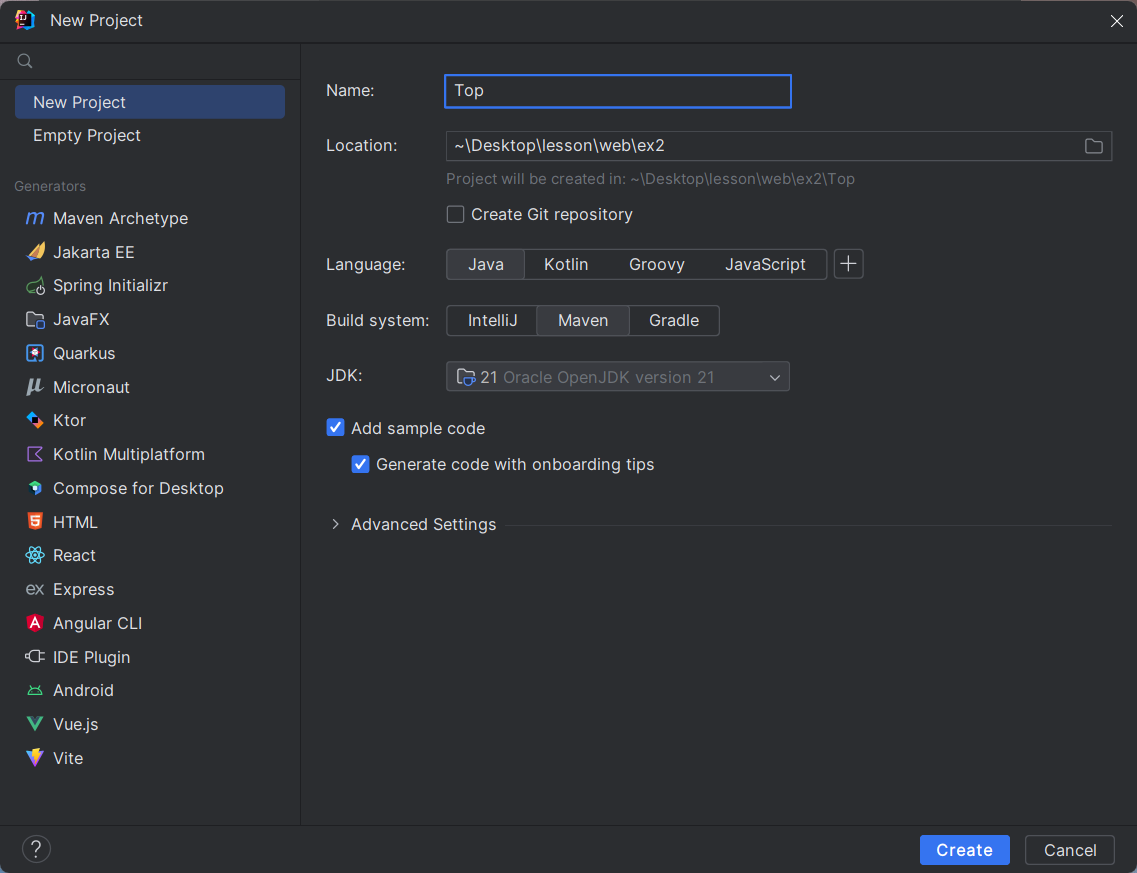 New Project
New Project
Empty Project
Generators
Maven Archetype
Jakarta EE
Spring Initializr
JavaFX
Quarkus
Micronaut
Ktor
Kotlin Multiplatform
Compose for Desktop
HTML
React
ex Express
Angular CLI
IDE Plugin
Android
Vue.js
Vite
Name: Top
Location: ~\Desktop\lesson\web\ex2
Project will be created in: ~\Desktop\lesson\web\ex2\Top
Create Git repository
Language: Java Kotlin Groovy JavaScript +
Build system: IntelliJ Maven Gradle
JDK: 21 Oracle OpenJDK version 21
Add sample code
Generate code with onboarding tips
Advanced Settings
? Create Cancel